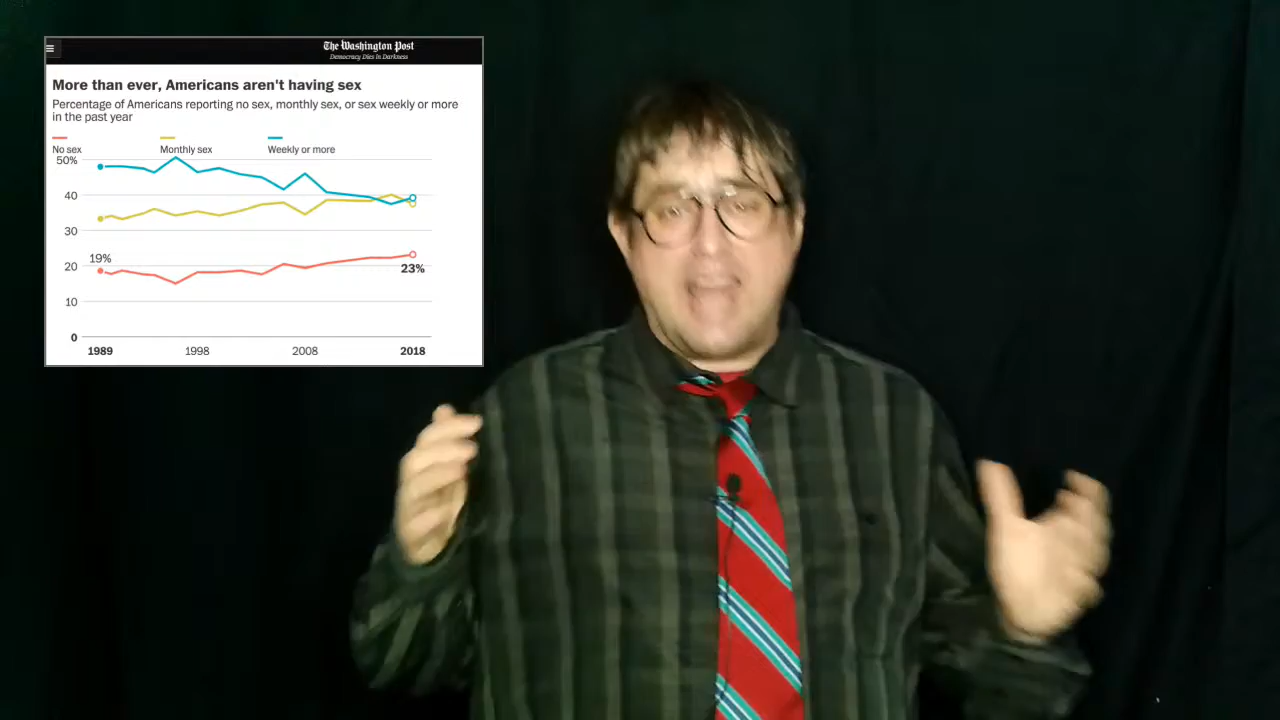 The Washington Post
Democracy Dies in Darkness
More than ever, Americans aren't having sex
Percentage of Americans reporting no sex, monthly sex, or sex weekly or more
in the past year
No sex Monthly sex Weekly or more
50%
40
30
19%
20
23%
10
0
1989 1998 2008 2018